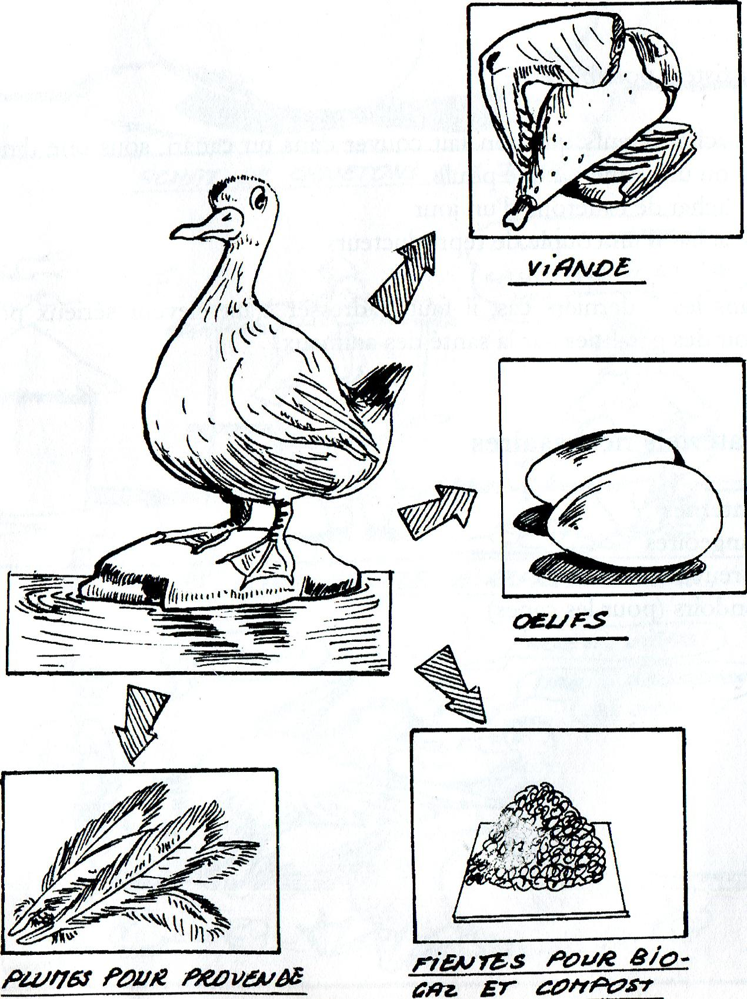 VIANDE
OEUFS
PLUMES POUR PROVENDE
FIENTES POUR BIO-
GAZ ET COMPOST